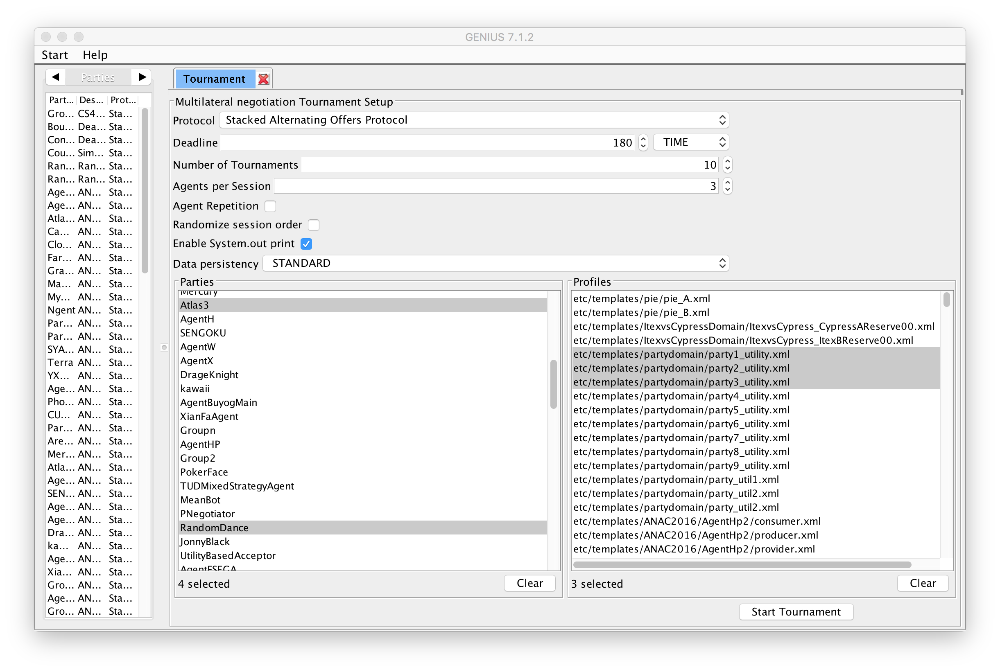 GENIUS 7.1.2
Start Help
Parties
Part... Des... Prot...
Gro... CS4... Sta...
Bou... Dea... Sta...
Con... Dea... Sta...
Cou... Sim... Sta...
Ran... Ran... Sta...
Ran... Ran... Sta...
Age... AN... Sta...
Age... AN... Sta...
Atla... AN... Sta...
Ca... AN... Sta...
Clo... AN... Sta...
Far... AN... Sta...
Gra... AN... Sta...
Ma... AN... Sta...
My... AN... Sta...
Ngent AN... Sta...
Par... AN... Sta...
Par... AN... Sta...
SYA... AN... Sta...
Terra AN... Sta...
YX... AN... Sta...
Age... AN... Sta...
Pho... AN... Sta...
CU... AN... Sta...
Par... AN... Sta...
Are... AN... Sta...
Mer... AN... Sta...
Atla... AN... Sta...
Age... AN... Sta...
SEN... AN... Sta...
Age... AN... Sta...
Age... AN... Sta...
Dra... AN... Sta...
ka... AN... Sta...
Age... AN... Sta...
Xia... AN... Sta...
Gro... AN... Sta...
Age... AN... Sta...
Gro... AN... Sta...
Tournament
Multilateral negotiation Tournament Setup
Protocol Stacked Alternating Offers Protocol
Deadline 180 TIME
Number of Tournaments 10
Agents per Session 3
Agent Repetition
Randomize session order
Enable System.out print
Data persistency STANDARD
Parties
Mercury
Atlas3
AgentH
SENGOKU
AgentW
AgentX
DrageKnight
kawaii
AgentBuyogMain
XianFaAgent
Groupn
AgentHP
Group2
PokerFace
TUDMixedStrategyAgent
MeanBot
PNegotiator
RandomDance
JonnyBlack
UtilityBasedAcceptor
AgentFSEGA
4 selected Clear
Profiles
etc/templates/pie/pie_A.xml
etc/templates/pie/pie_B.xml
etc/templates/ItexvsCypressDomain/ItexvsCypress_CypressAReserve00.xml
etc/templates/ItexvsCypressDomain/ItexvsCypress_ItexBReserve00.xml
etc/templates/partydomain/party1_utility.xml
etc/templates/partydomain/party2_utility.xml
etc/templates/partydomain/party3_utility.xml
etc/templates/partydomain/party4_utility.xml
etc/templates/partydomain/party5_utility.xml
etc/templates/partydomain/party6_utility.xml
etc/templates/partydomain/party7_utility.xml
etc/templates/partydomain/party8_utility.xml
etc/templates/partydomain/party9_utility.xml
etc/templates/partydomain/party_util1.xml
etc/templates/partydomain/party_util2.xml
etc/templates/partydomain/party_util2.xml
etc/templates/ANAC2016/AgentHp2/consumer.xml
etc/templates/ANAC2016/AgentHp2/producer.xml
etc/templates/ANAC2016/AgentHp2/provider.xml
3 selected Clear
Start Tournament